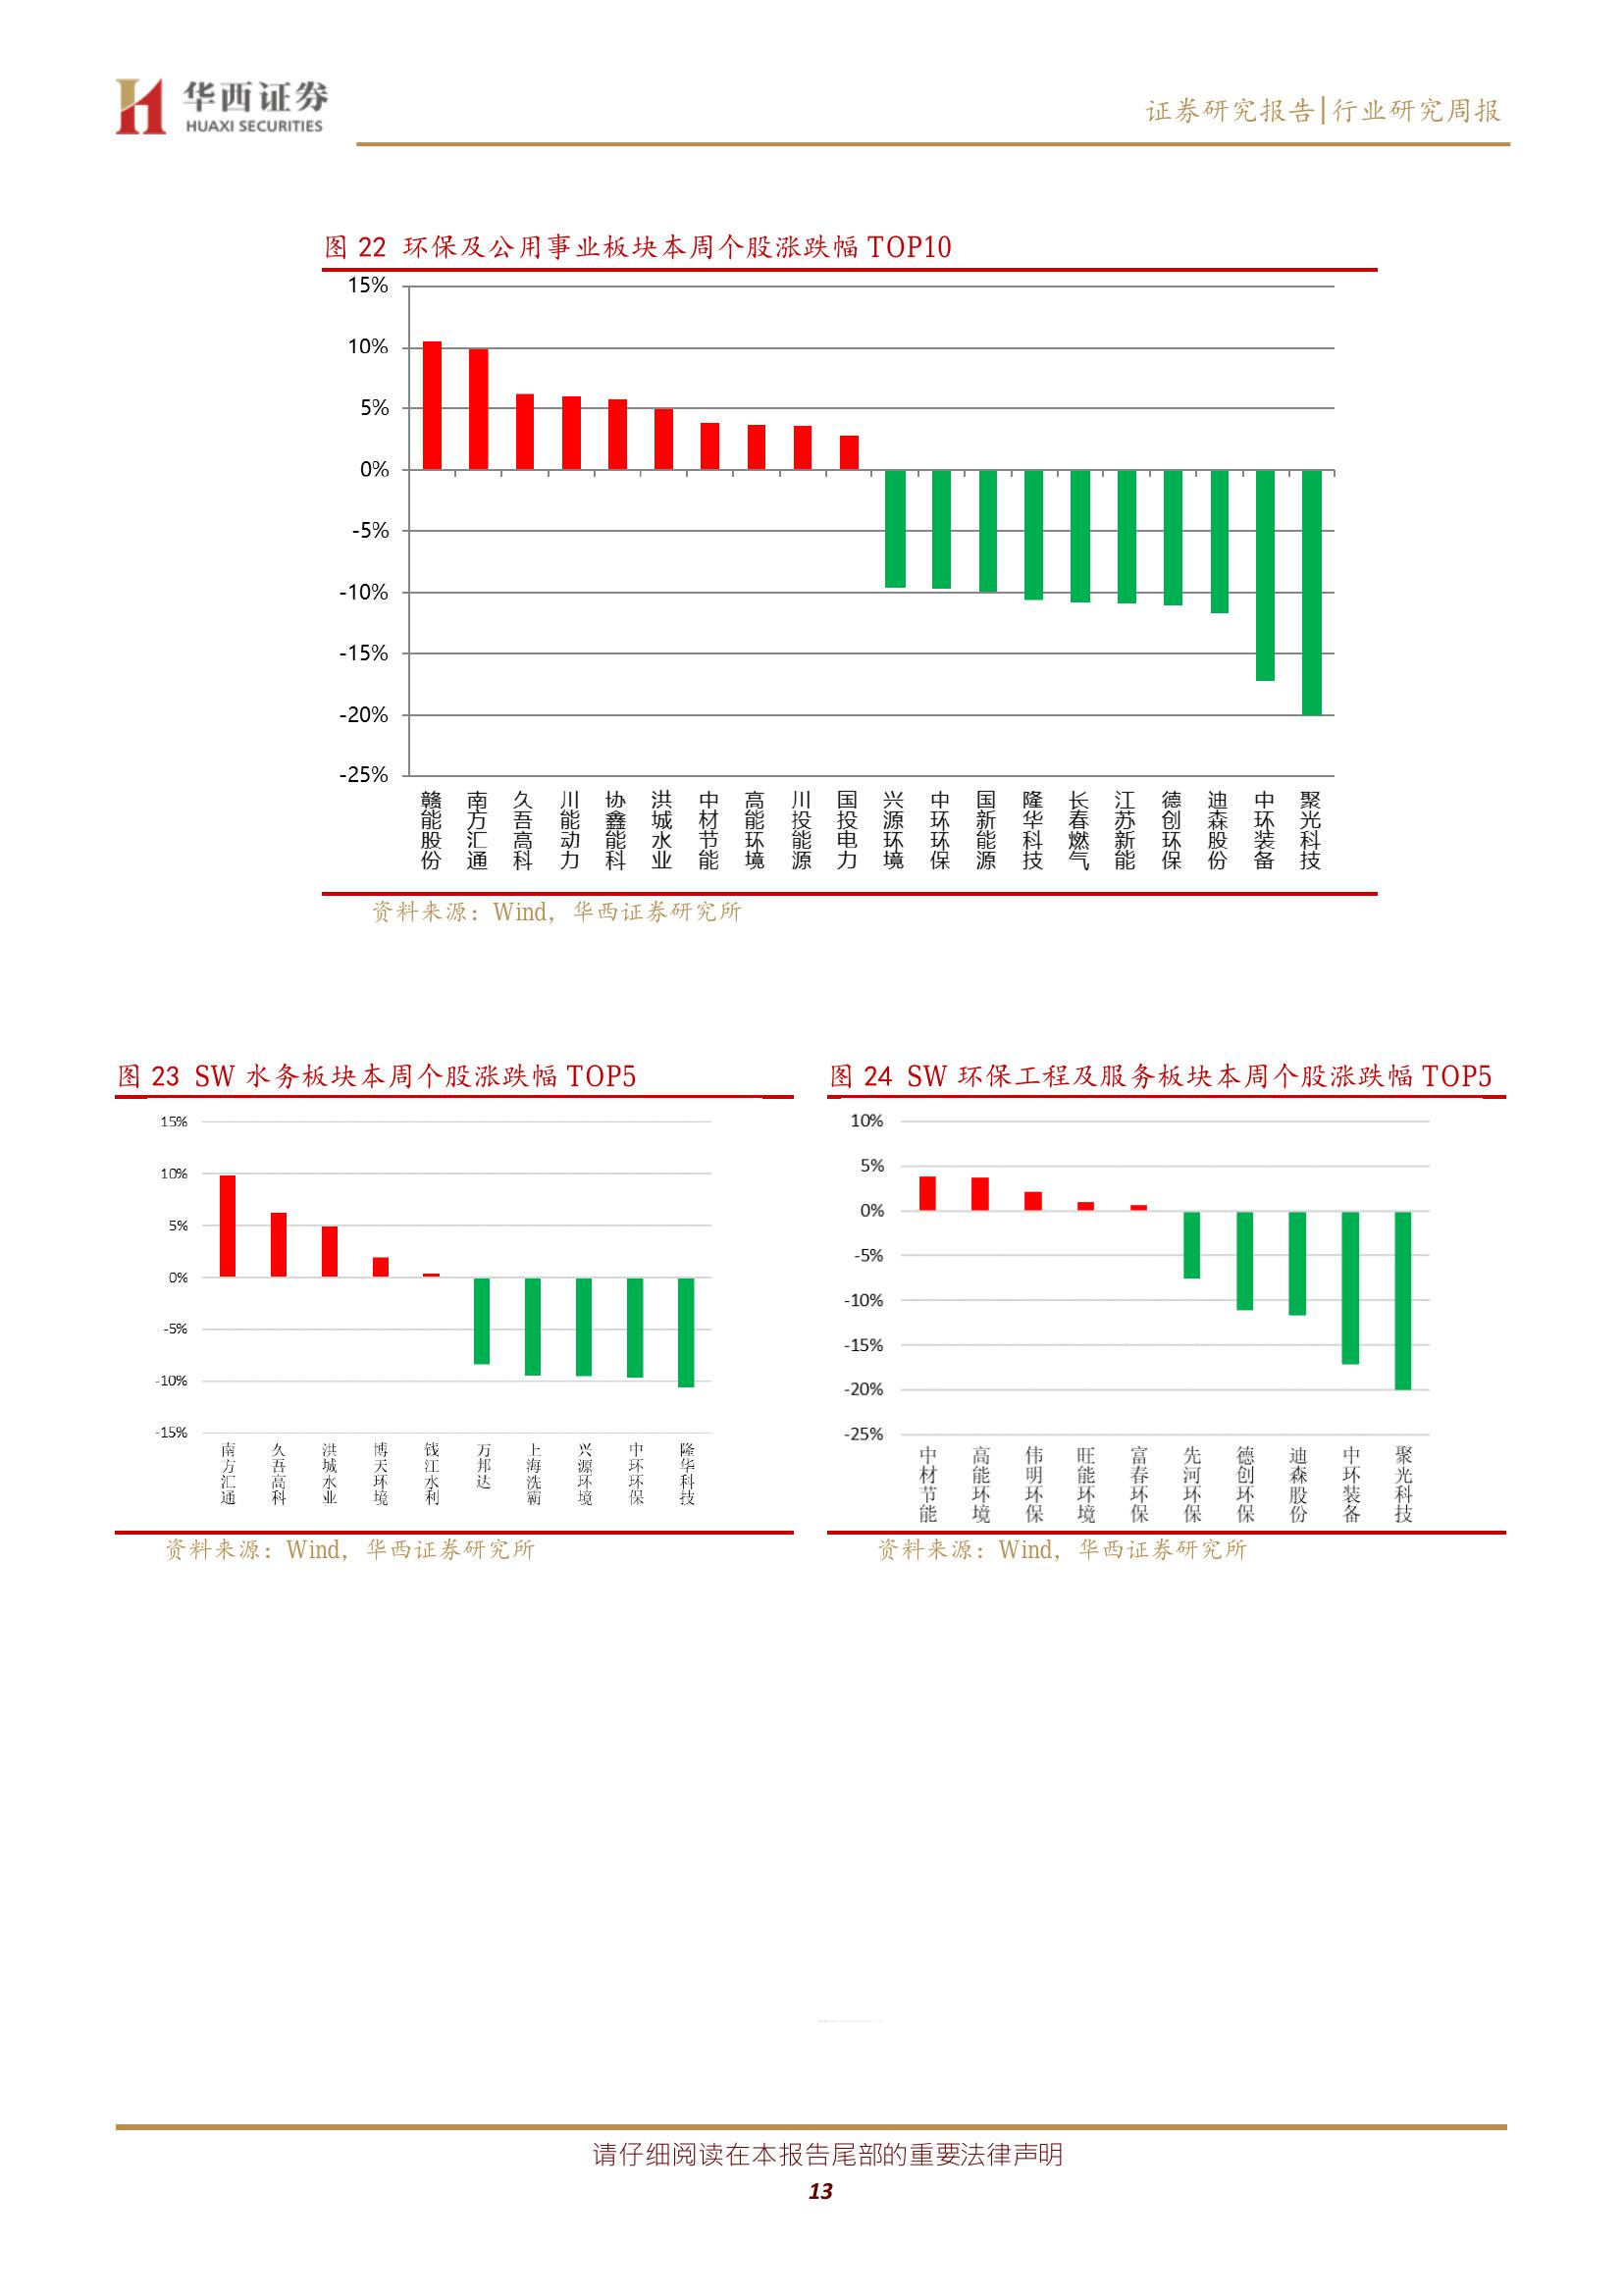 华西证券
HUAXI SECURITIES
证券研究报告|行业研究周报
图 22 环保及公用事业板块本周个股涨跌幅 TOP10
15%
10%
5%
0%
-5%
-10%
-15%
-20%
-25%
赣能股份
南方汇通
久吾高科
川能动力
协鑫能科
洪城水业
中材节能
高能环境
川投能源
国投电力
兴源环境
中环环保
国新能源
隆华科技
长春燃气
江苏新能
德创环保
迪森股份
中环装备
聚光科技
资料来源：Wind，华西证券研究所
图 23 SW 水务板块本周个股涨跌幅 TOP5
15%
10%
5%
0%
-5%
-10%
-15%
南方汇通
久吾高科
洪城水业
博天环境
钱江水利
万邦达
上海洗霸
兴源环境
中环环保
隆华科技
资料来源：Wind，华西证券研究所
图 24 SW 环保工程及服务板块本周个股涨跌幅 TOP5
10%
5%
0%
-5%
-10%
-15%
-20%
-25%
中材节能
高能环境
伟明环保
旺能环境
富春环保
先河环保
德创环保
迪森股份
中环装备
聚光科技
资料来源：Wind，华西证券研究所
请仔细阅读在本报告尾部的重要法律声明
13